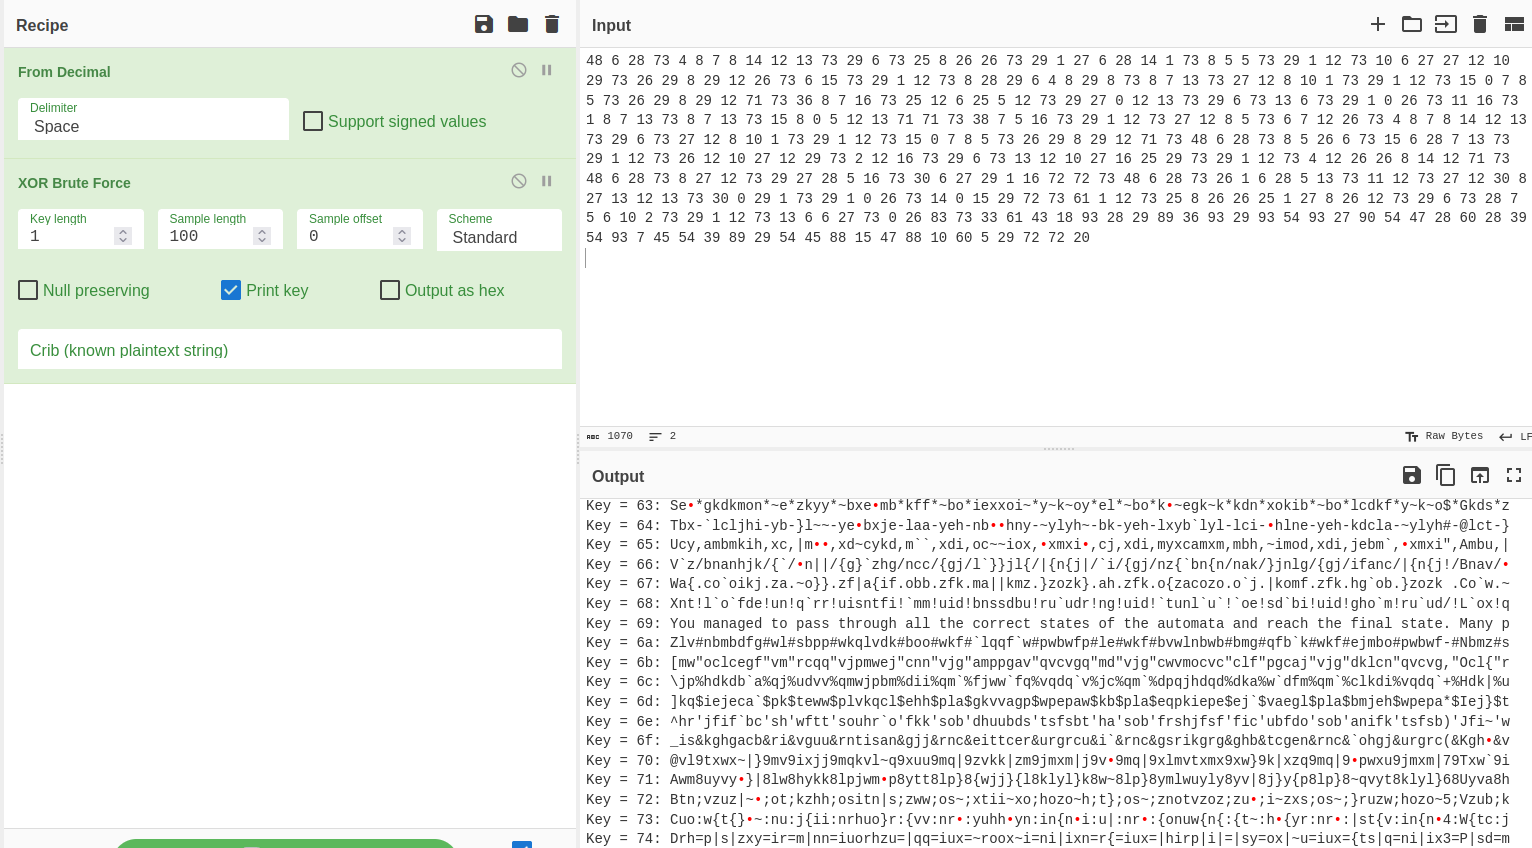 Recipe
From Decimal
Delimiter
Space
Support signed values
XOR Brute Force
Key length
1
Sample length
100
Sample offset
0
Scheme
Standard
Null preserving
Print key
Output as hex
Crib (known plaintext string)
Input
48 6 28 73 4 8 7 8 14 12 13 73 29 6 73 25 8 26 26 73 29 1 27 6 28 14 1 73 8 5 5 73 29 1 12 73 10 6 27 27 12 10
29 73 26 29 8 29 12 26 73 6 15 73 29 1 12 73 8 28 29 6 4 8 29 8 73 8 7 13 73 27 12 8 10 1 73 29 1 12 73 15 0 7 8
5 73 26 29 8 29 12 71 73 36 8 7 16 73 25 12 6 25 5 12 73 29 27 0 12 13 73 29 6 73 13 6 73 29 1 0 26 73 11 16 73
1 8 7 13 73 8 7 13 73 15 8 0 5 12 13 71 71 73 38 7 5 16 73 29 1 12 73 27 12 8 5 73 6 7 12 26 73 4 8 7 8 14 12 13
73 29 6 73 27 12 8 10 1 73 29 1 12 73 15 0 7 8 5 73 26 29 8 29 12 71 73 48 6 28 73 8 5 26 6 73 15 6 28 7 13 73
29 1 12 73 26 12 10 27 12 29 73 2 12 16 73 29 6 73 13 12 10 27 16 25 29 73 29 1 12 73 4 12 26 26 8 14 12 71 73
48 6 28 73 8 27 12 73 29 27 28 5 16 73 30 6 27 29 1 16 72 72 73 48 6 28 73 26 1 6 28 5 13 73 11 12 73 27 12 30 8
27 13 12 13 73 30 0 29 1 73 29 1 0 26 73 14 0 15 29 72 73 61 1 12 73 25 8 26 26 25 1 27 8 26 12 73 29 6 73 28 7
5 6 10 2 73 29 1 12 73 13 6 6 27 73 0 26 83 73 33 61 43 18 93 28 29 89 36 93 29 93 54 93 27 90 54 47 28 60 28 39
54 93 7 45 54 39 89 29 54 45 88 15 47 88 10 60 5 29 72 72 20
1070
2
Raw Bytes
LF
Output
Key = 63: Se•*gkdkmon*~e*zkyy*~bxe•mb*kff*~bo*iexxoi~*y~k~oy*el*~bo*k•~egk~k*kdn*xokib*~bo*lcdkf*y~k~o$*Gkds*z
Key = 64: Tbx-`lcljhi-yb-}l~~-ye•bxje-laa-yeh-nb••hny-~ylyh~-bk-yeh-lxyb`lyl-lci-•hlne-yeh-kdcla-~ylyh#-@lct-}
Key = 65: Ucy,ambmkih,xc,|m••,xd~cykd,m``,xdi,oc~~iox,•xmxi•,cj,xdi,myxcamxm,mbh,~imod,xdi,jebm`,•xmxi",Ambu,|
Key = 66: V`z/bnanhjk/{`/•n||/{g}`zhg/ncc/{gj/l`}}jl{/|{n{j|/`i/{gj/nz{`bn{n/nak/}jnlg/{gj/ifanc/|{n{j!/Bnav/•
Key = 67: Wa{.co`oikj.za.~o}}.zf|a{if.obb.zfk.ma||kmz.}zozk}.ah.zfk.o{zacozo.o`j.|komf.zfk.hg`ob.}zozk .Co`w.~
Key = 68: Xnt!l`o`fde!un!q`rr!uisntfi!`mm!uid!bnssdbu!ru`udr!ng!uid!`tunl`u`!`oe!sd`bi!uid!gho`m!ru`ud/!L`ox!q
Key = 69: You managed to pass through all the correct states of the automata and reach the final state. Many p
Key = 6a: Zlv#nbmbdfg#wl#sbpp#wkqlvdk#boo#wkf#`lqqf`w#pwbwfp#le#wkf#bvwlnbwb#bmg#qfb`k#wkf#ejmbo#pwbwf-#Nbmz#s
Key = 6b: [mw"oclcegf"vm"rcqq"vjpmwej"cnn"vjg"amppgav"qvcvgq"md"vjg"cwvmocvc"clf"pgcaj"vjg"dklcn"qvcvg,"Ocl{"r
Key = 6c: \jp%hdkdb`a%qj%udvv%qmwjpbm%dii%qm`%fjww`fq%vqdq`v%jc%qm`%dpqjhdqd%dka%w`dfm%qm`%clkdi%vqdq`+%Hdk|%u
Key = 6d: ]kq$iejeca`$pk$teww$plvkqcl$ehh$pla$gkvvagp$wpepaw$kb$pla$eqpkiepe$ej`$vaegl$pla$bmjeh$wpepa*$Iej}$t
Key = 6e: ^hr'jfif`bc'sh'wftt'souhr`o'fkk'sob'dhuubds'tsfsbt'ha'sob'frshjfsf'fic'ubfdo'sob'anifk'tsfsb)'Jfi~'w
Key = 6f: _is&kghgacb&ri&vguu&rntisan&gjj&rnc&eittcer&urgrcu&i`&rnc&gsrikgrg&ghb&tcgen&rnc&`ohgj&urgrc(&Kgh•&v
Key = 70: @vl9txwx~|}9mv9ixjj9mqkvl~q9xuu9mq|9zvkk|zm9jmxm|j9v•9mq|9xlmvtxmx9xw}9k|xzq9mq|9•pwxu9jmxm|79Txw`9i
Key = 71: Awm8uyvy•}|8lw8hykk8lpjwm•p8ytt8lp}8{wjj}{l8klyl}k8w~8lp}8ymlwuyly8yv|8j}y{p8lp}8~qvyt8klyl}68Uyva8h
Key = 72: Btn;vzuz|~•;ot;kzhh;ositn|s;zww;os~;xtii~xo;hozo~h;t};os~;znotvzoz;zu•;i~zxs;os~;}ruzw;hozo~5;Vzub;k
Key = 73: Cuo:w{t{}•~:nu:j{ii:nrhuo}r:{vv:nr•:yuhh•yn:in{n•i:u|:nr•:{onuw{n{:{t~:h•{yr:nr•:|st{v:in{n•4:W{tc:j
Key = 74: Drh=p|s|zxy=ir=m|nn=iuorhzu=|qq=iux=~roox~i=ni|ixn=r{=iux=|hirp|i|=|sy=ox|~u=iux={ts|q=ni|ix3=P|sd=m